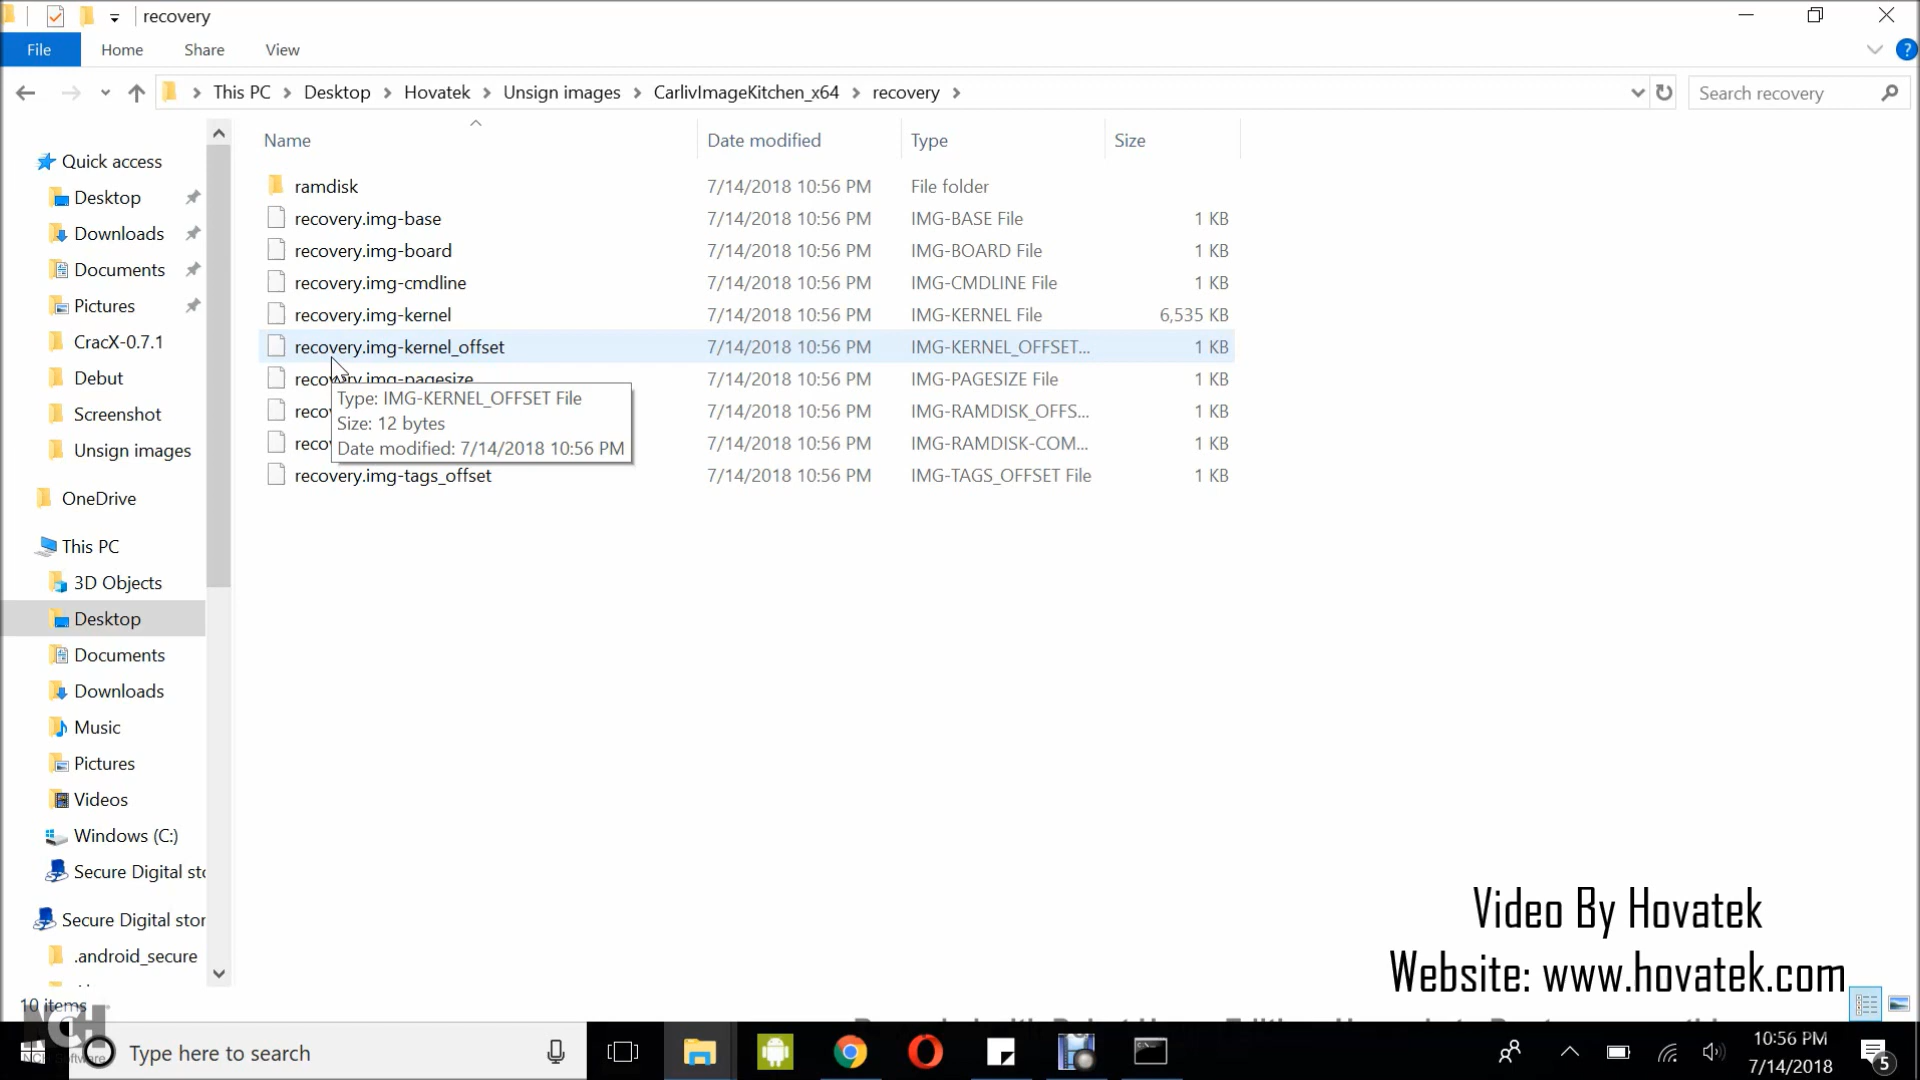 recovery
File Home Share View
This PC Desktop Hovatek Unsign images CarlivImageKitchen_x64 recovery
Search recovery
Name Date modified Type Size
Quick access
Desktop
Downloads
Documents
Pictures
CracX-0.7.1
Debut
Screenshot
Unsign images
OneDrive
This PC
3D Objects
Desktop
Documents
Downloads
Music
Pictures
Videos
Windows (C:)
Secure Digital sto
Secure Digital stor
.android_secure
ramdisk 7/14/2018 10:56 PM File folder
recovery.img-base 7/14/2018 10:56 PM IMG-BASE File 1 KB
recovery.img-board 7/14/2018 10:56 PM IMG-BOARD File 1 KB
recovery.img-cmdline 7/14/2018 10:56 PM IMG-CMDLINE File 1 KB
recovery.img-kernel 7/14/2018 10:56 PM IMG-KERNEL File 6,535 KB
recovery.img-kernel_offset 7/14/2018 10:56 PM IMG-KERNEL_OFFSET... 1 KB
recovery.img-pagesize 7/14/2018 10:56 PM IMG-PAGESIZE File 1 KB
reco 7/14/2018 10:56 PM IMG-RAMDISK_OFFS... 1 KB
reco 7/14/2018 10:56 PM IMG-RAMDISK-COM... 1 KB
recovery.img-tags_offset 7/14/2018 10:56 PM IMG-TAGS_OFFSET File 1 KB
Type: IMG-KERNEL_OFFSET File
Size: 12 bytes
Date modified: 7/14/2018 10:56 PM
Video By Hovatek
Website: www.hovatek.com
10 items
NCH
NCH Software
Type here to search
10:56 PM
7/14/2018
5